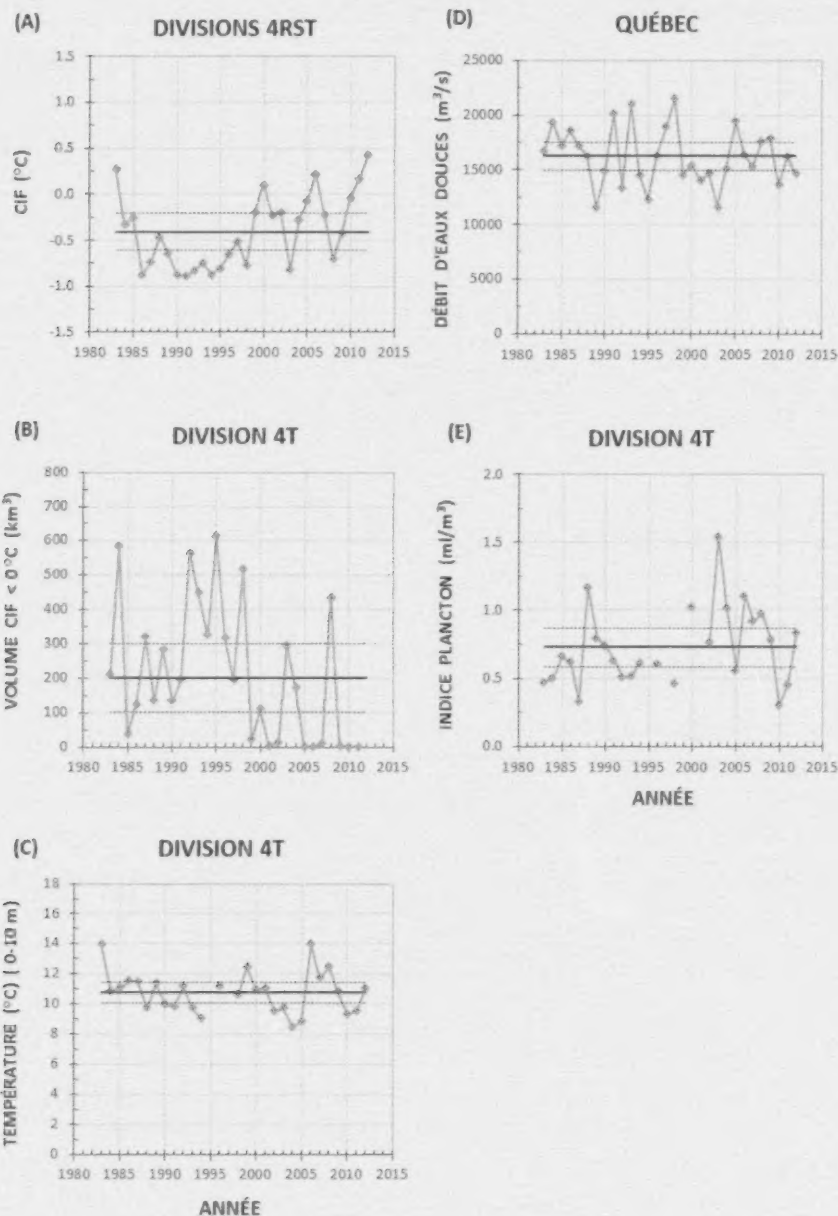 (A)
DIVISIONS 4RST
CIF (°C)
1.5
1.0
0.5
0.0
-0.5
-1.0
-1.5
1980 1985 1990 1995 2000 2005 2010 2015
(D)
QUÉBEC
DÉBIT D'EAUX DOUCES (m³/s)
25000
20000
15000
10000
5000
0
1980 1985 1990 1995 2000 2005 2010 2015
(B)
DIVISION 4T
VOLUME CIF < 0°C (km³)
800
700
600
500
400
300
200
100
0
1980 1985 1990 1995 2000 2005 2010 2015
(E)
DIVISION 4T
INDICE PLANCTON (ml/m³)
2.0
1.5
1.0
0.5
0.0
1980 1985 1990 1995 2000 2005 2010 2015
ANNÉE
(C)
DIVISION 4T
TEMPÉRATURE (°C) (0-10 m)
18
16
14
12
10
8
6
4
2
0
1980 1985 1990 1995 2000 2005 2010 2015
ANNÉE